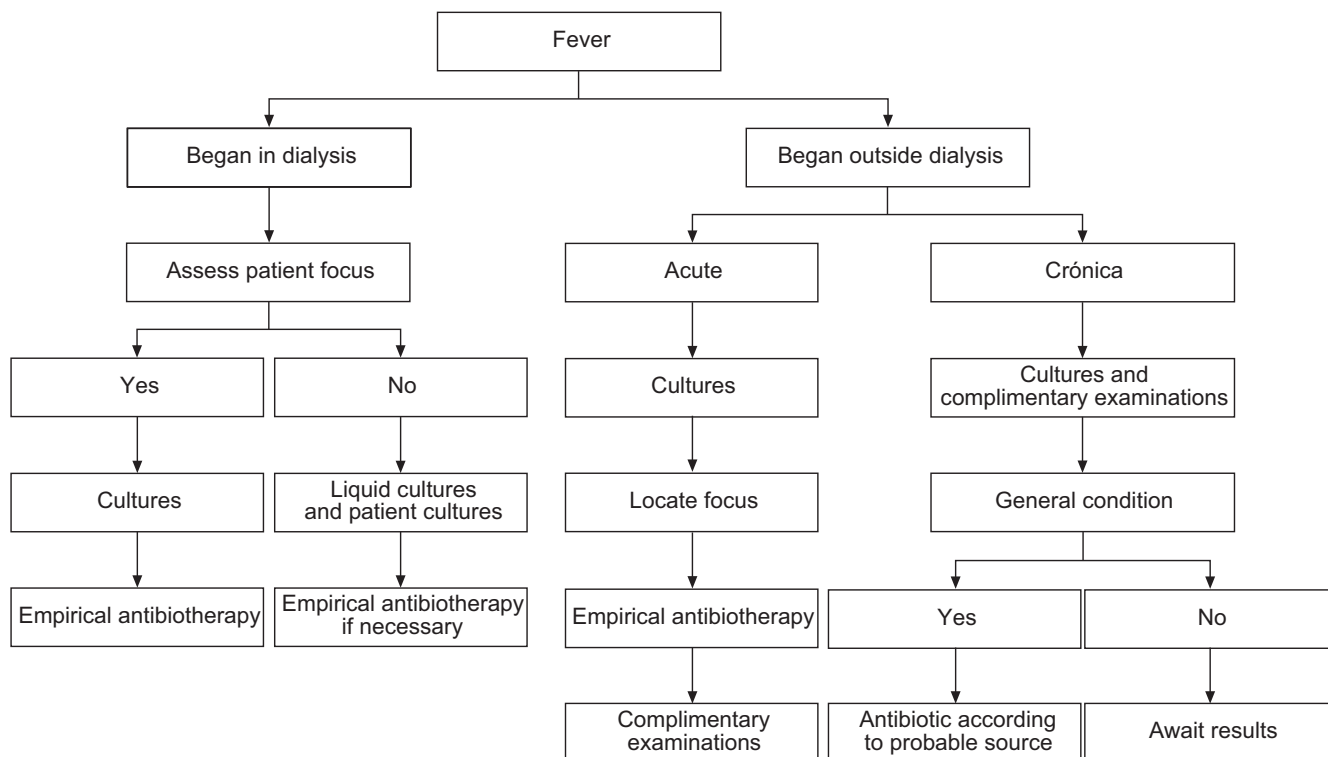 Fever
Began in dialysis
Began outside dialysis
Assess patient focus
Acute
Crónica
Yes
No
Cultures
Cultures and
complimentary examinations
Cultures
Liquid cultures
and patient cultures
Locate focus
General condition
Empirical antibiotherapy
Empirical antibiotherapy
if necessary
Empirical antibiotherapy
Yes
No
Complimentary
examinations
Antibiotic according
to probable source
Await results